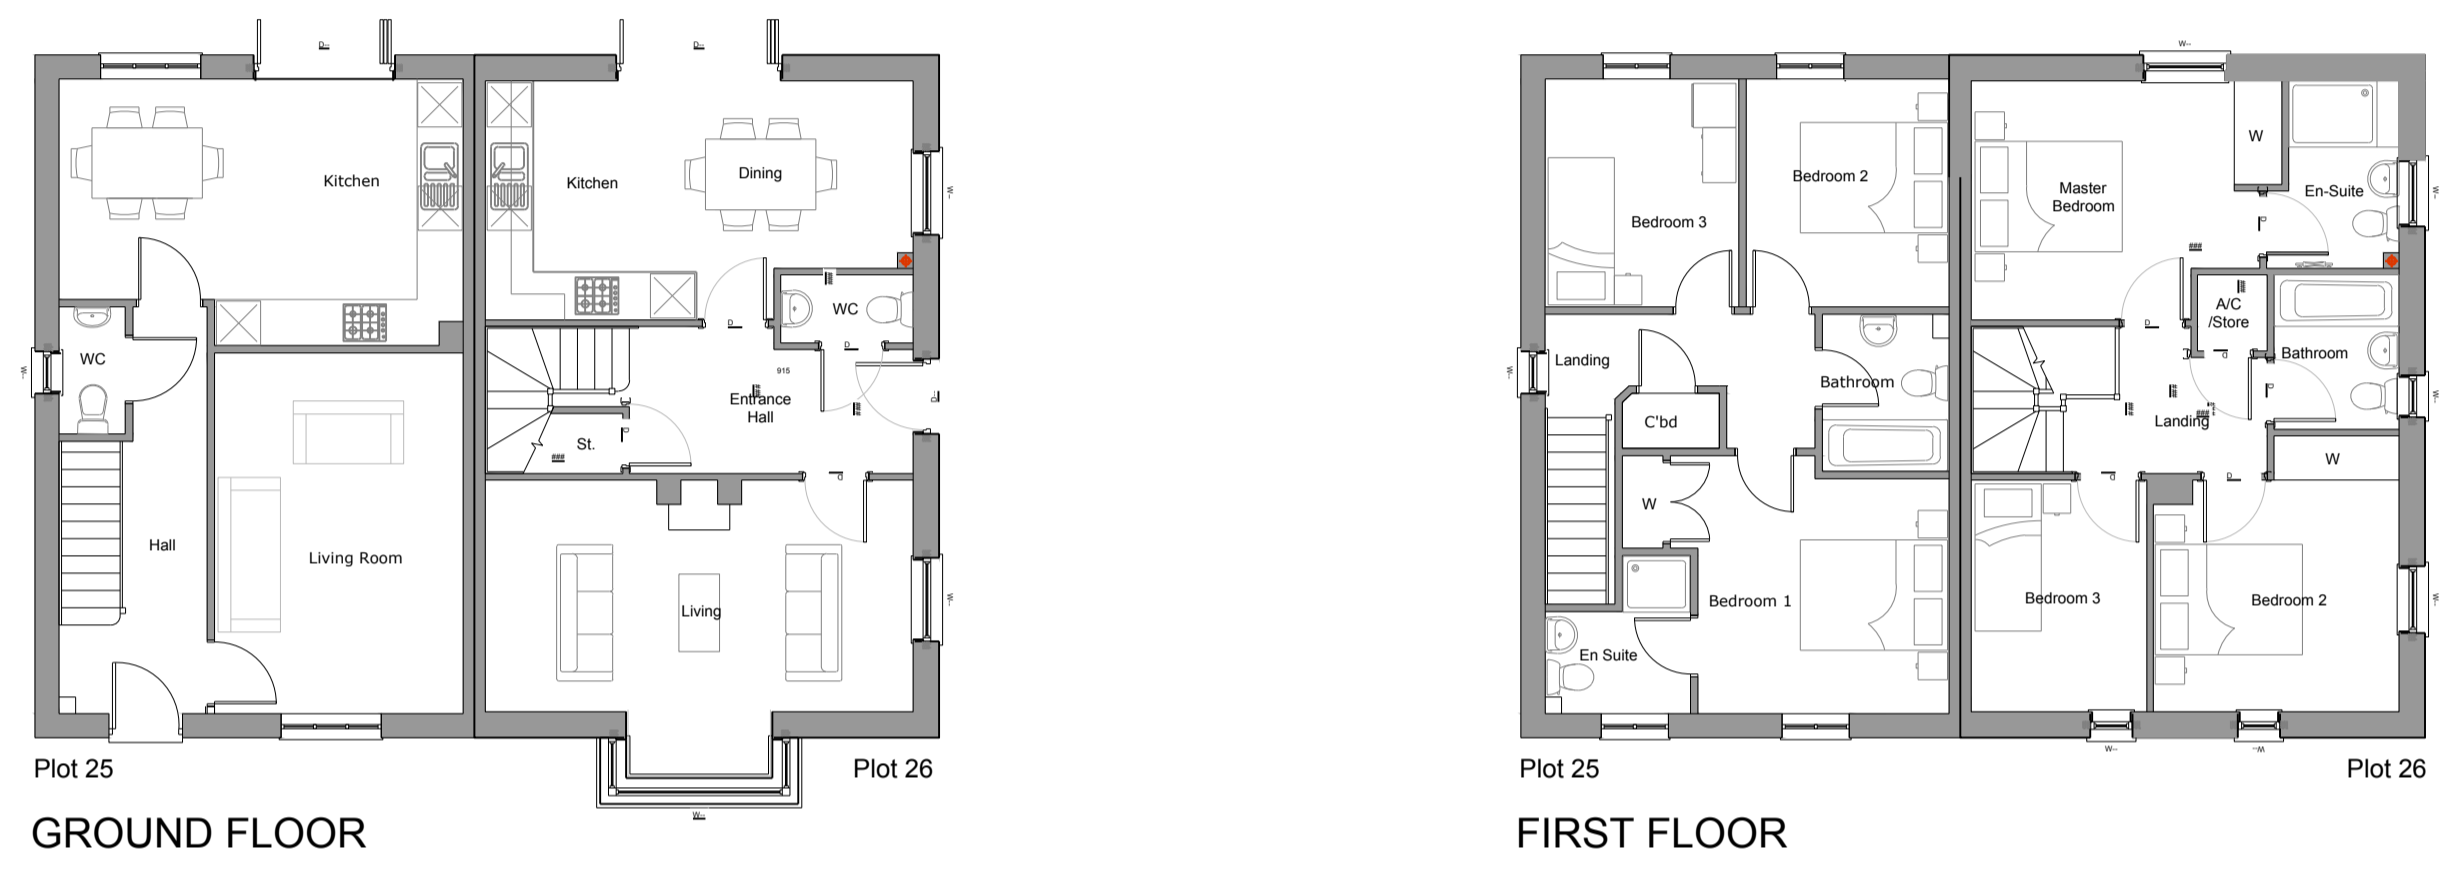 D--
D--
Kitchen
Kitchen
Dining
W--
WC
WC
D
W--
D
915
###
Entrance
Hall
###
D--
D
St.
###
D
Hall
Living Room
Living
W--
W--
Plot 25
Plot 26
GROUND FLOOR
W--
Bedroom 3
Bedroom 2
Master
Bedroom
W
En-Suite
W--
D
###
A/C
/Store
###
D
D
Landing
W--
Bathroom
Bathroom
D
W--
C'bd
Landing
###
###
###
W
W
D
D
Bedroom 1
Bedroom 3
Bedroom 2
W--
En Suite
W--
W--
Plot 25
Plot 26
FIRST FLOOR